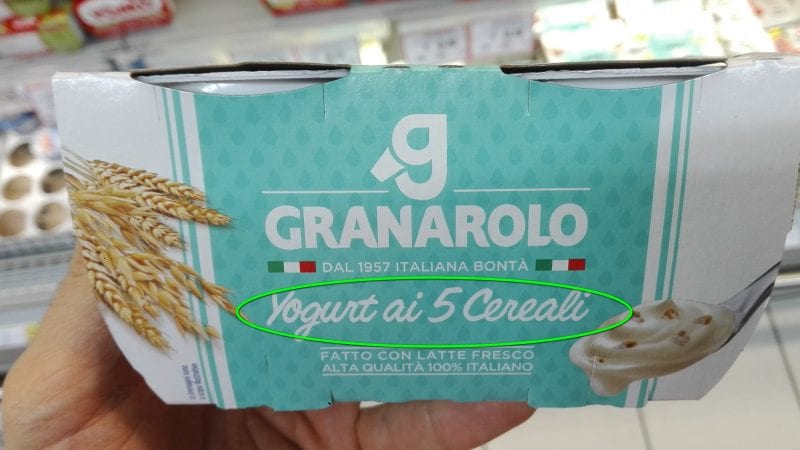 GRANAROLO
DAL 1957 ITALIANA BONTÀ
Yogurt ai 5 Cereali
FATTO CON LATTE FRESCO
ALTA QUALITÀ 100% ITALIANO